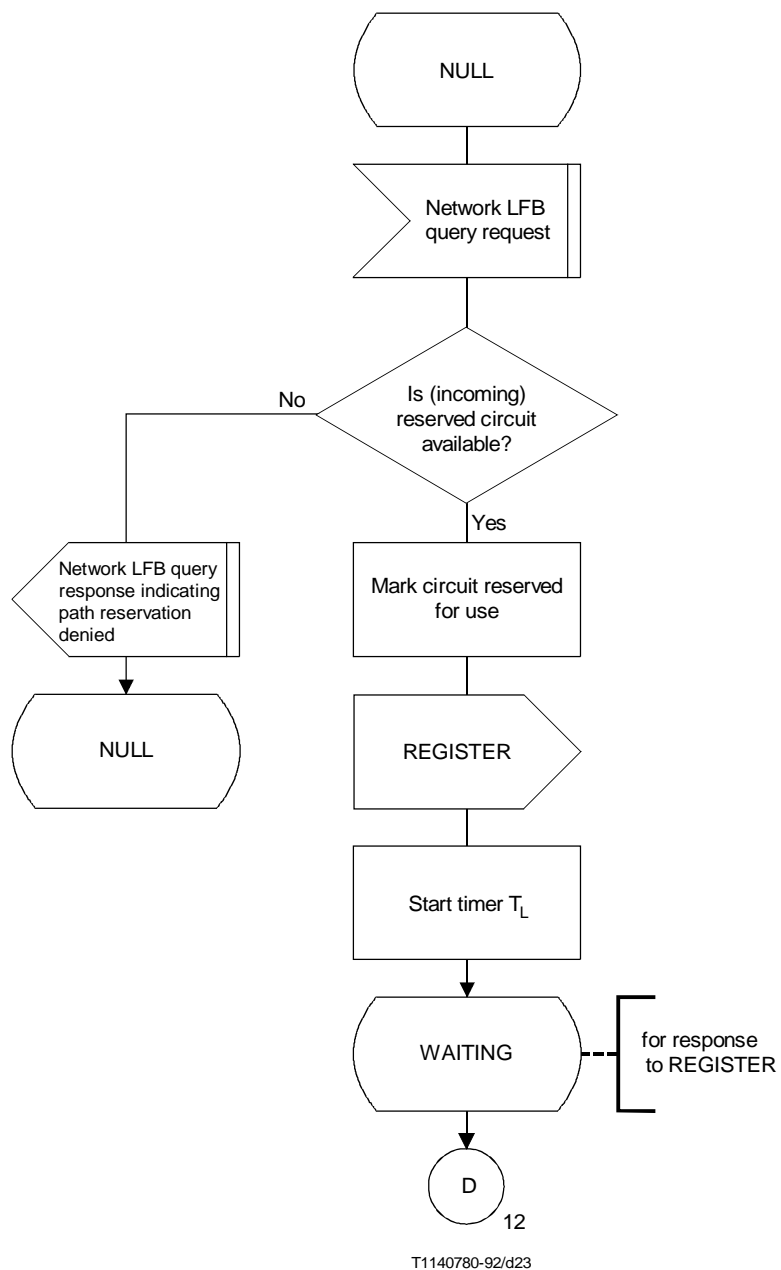 NULL
Network LFB
query request
Is (incoming)
reserved circuit
available?
No
Yes
Network LFB query
response indicating
path reservation
denied
Mark circuit reserved
for use
NULL
REGISTER
Start timer TL
WAITING
for response
to REGISTER
D
12
T1140780-92/d23